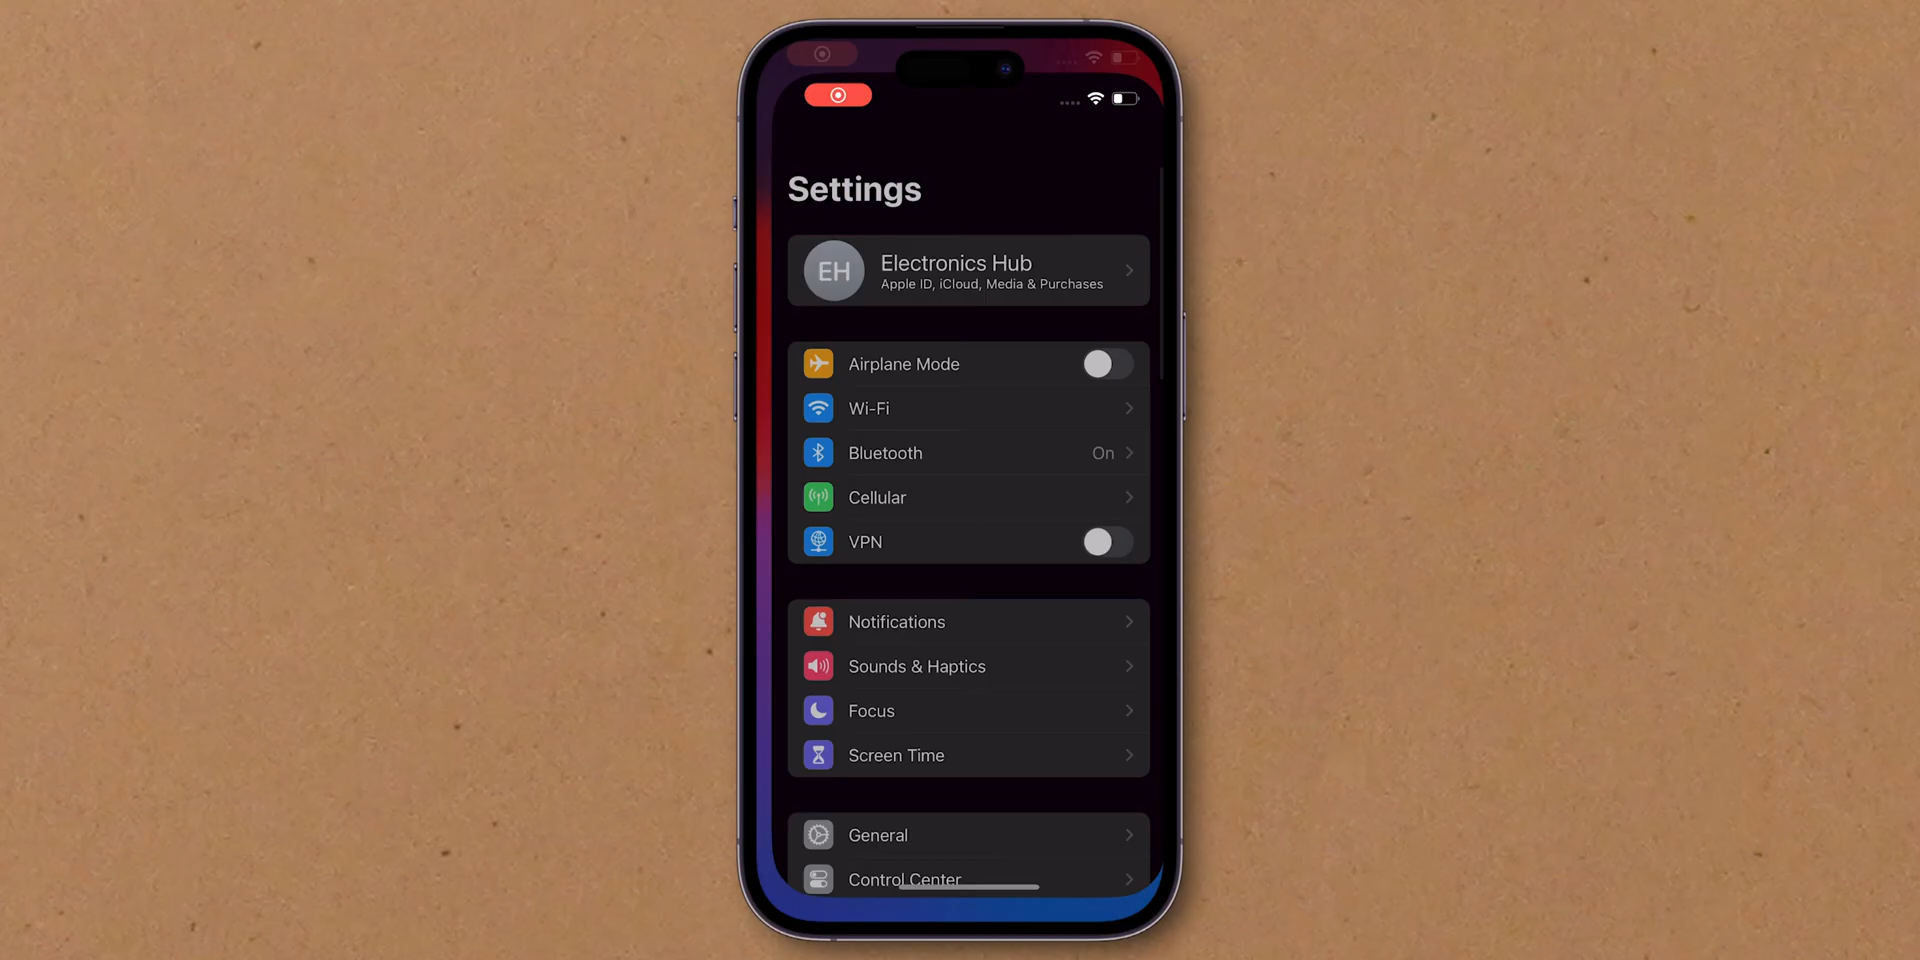 Settings
EH
Electronics Hub
Apple ID, iCloud, Media & Purchases
Airplane Mode
Wi-Fi
Bluetooth On
Cellular
VPN
Notifications
Sounds & Haptics
Focus
Screen Time
General
Control Center